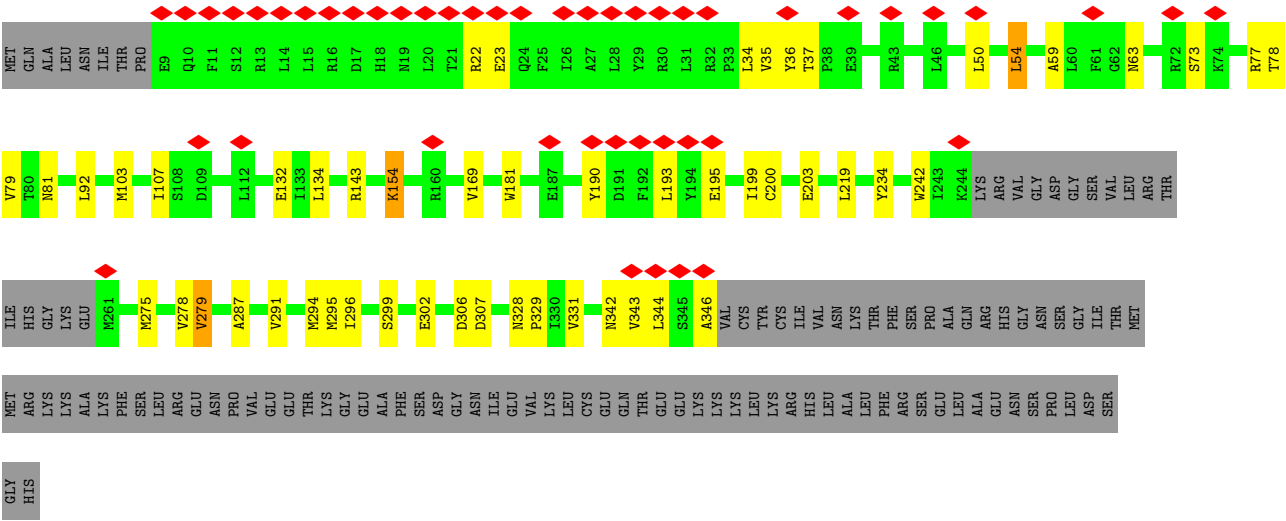 MET GLN ALA LEU ASN ILE THR PRO E9 Q10 F11 S12 R13 L14 L15 R16 D17 H18 N19 L20 T21 R22 E23 Q24 F25 I26 A27 L28 Y29 R30 L31 R32 P33 L34 V35 Y36 T37 P38 E39 R43 L46 L50 L54 A59 L60 F61 G62 N63 R72 S73 K74 R77 T78
V79 T80 N81 L92 M103 I107 S108 D109 L112 E132 I133 L134 R143 K154 R160 V169 W181 E187 Y190 D191 F192 L193 Y194 E195 I199 C200 E203 L219 Y234 W242 I243 K244 LYS ARG VAL GLY ASP GLY SER VAL LEU ARG THR
ILE HIS GLY LYS GLU M261 M275 V278 V279 A287 V291 M294 M295 I296 S299 E302 D306 D307 N328 P329 I330 V331 N342 V343 L344 S345 A346 VAL CYS TYR CYS ILE VAL ASN LYS THR PHE SER PRO ALA GLN ARG HIS GLY ASN SER GLY ILE THR MET
MET ARG LYS LYS ALA LYS PHE SER LEU ARG GLU ASN PRO VAL GLU GLU THR LYS GLY GLU ALA PHE SER ASP GLY ASN ILE GLU VAL LYS LEU CYS GLU GLN THR GLU GLU LYS LYS LYS LEU LYS ARG HIS LEU ALA LEU PHE ARG SER GLU LEU ALA GLU ASN SER PRO LEU ASP SER
GLY HIS